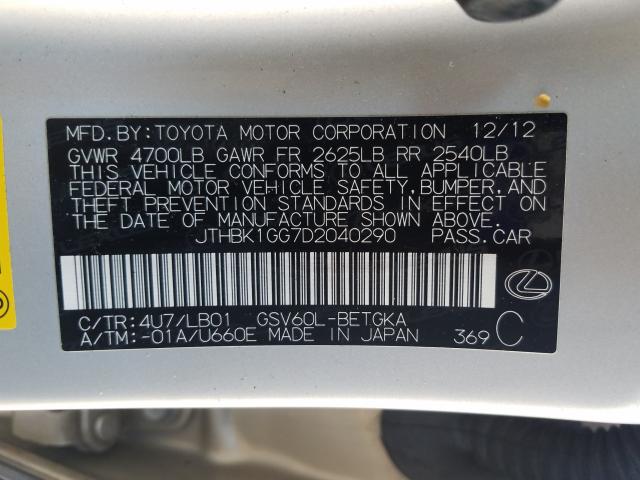 MFD. BY: TOYOTA MOTOR CORPORATION 12/12
GVWR 4700LB GAWR FR 2625LB RR 2540LB
THIS VEHICLE CONFORMS TO ALL APPLICABLE
FEDERAL MOTOR VEHICLE SAFETY, BUMPER, AND
THEFT PREVENTION STANDARDS IN EFFECT ON
THE DATE OF MANUFACTURE SHOWN ABOVE.
JTHBK1GG7D2040290 PASS. CAR
C/TR: 4U7/LB01 GSV60L-BETGKA
A/TM: -01A/U660E MADE IN JAPAN 369 C